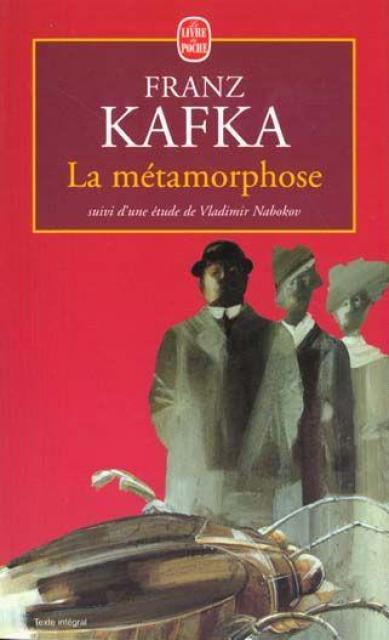 Le
LIVRE
de
POCHE
FRANZ
KAFKA
La métamorphose
suivi d'une étude de Vladimir Nabokov
Texte intégral